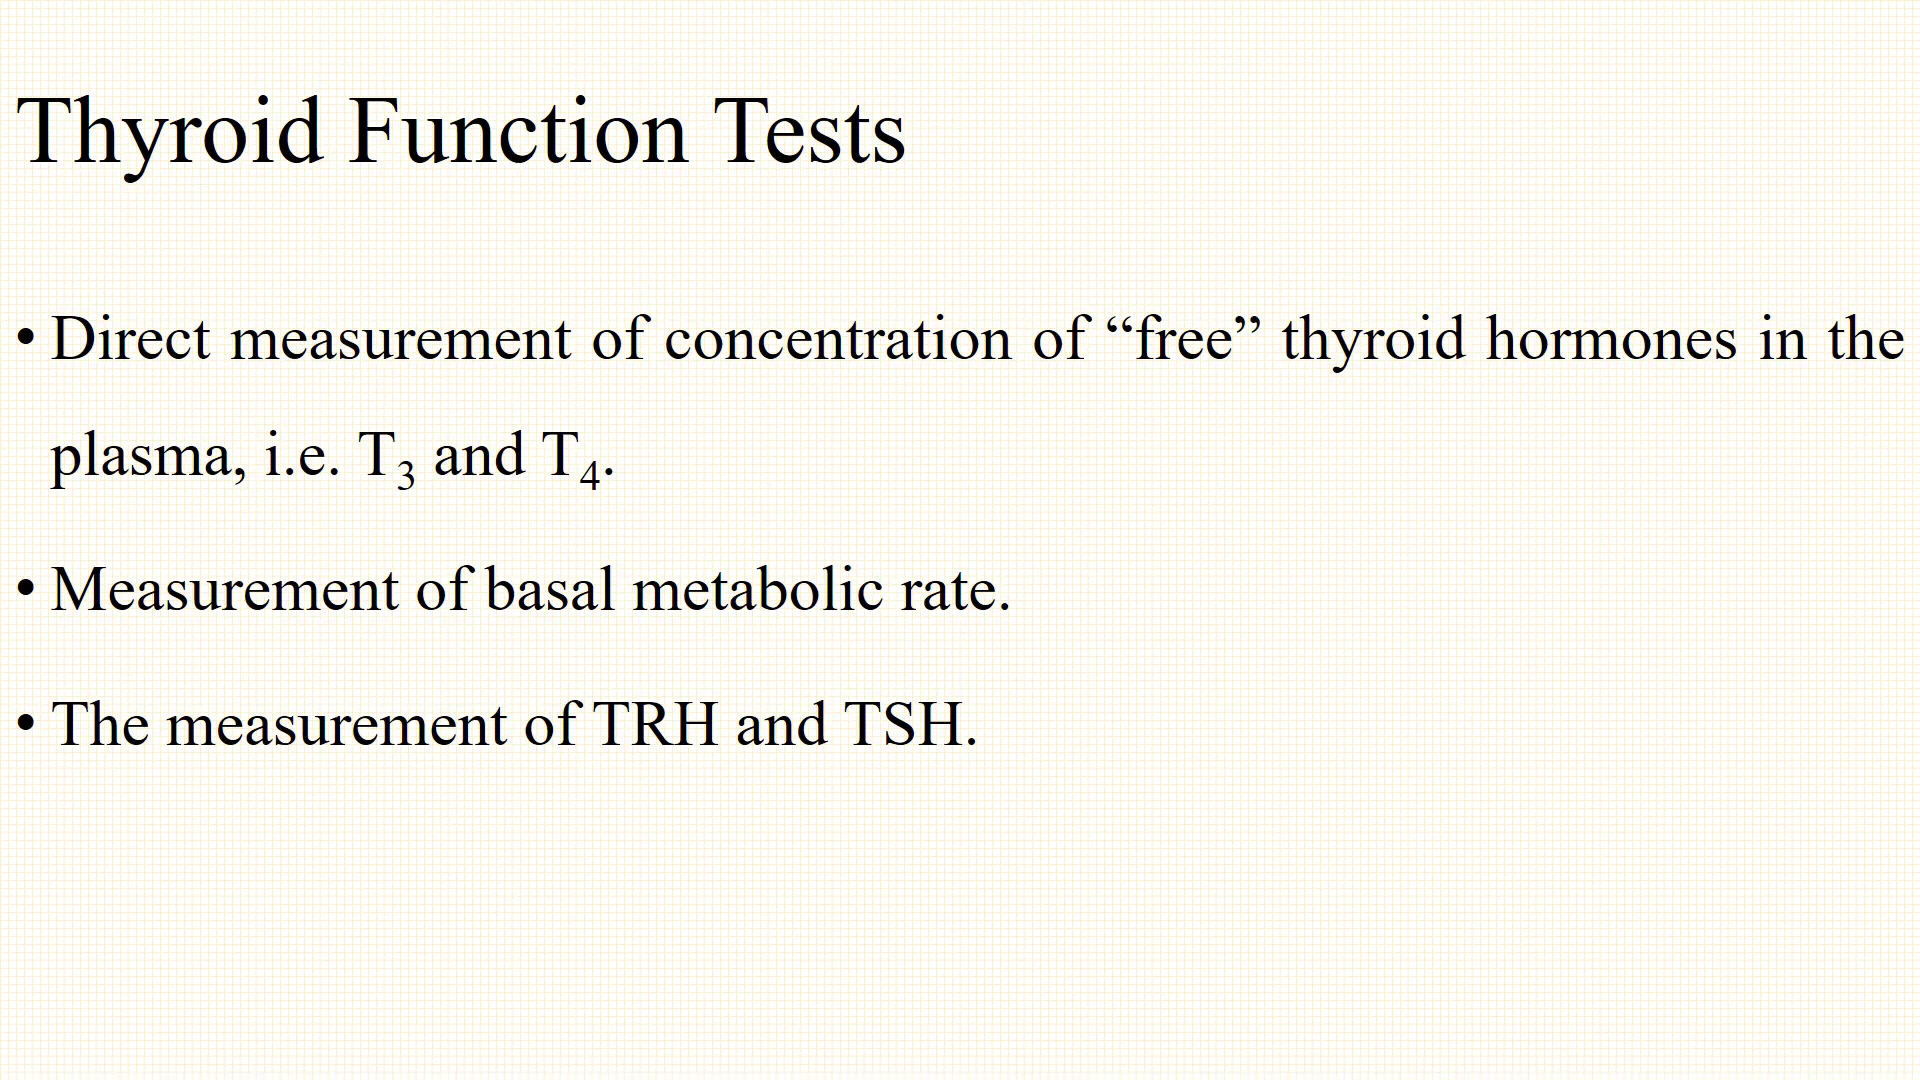 Thyroid Function Tests
• Direct measurement of concentration of “free” thyroid hormones in the
plasma, i.e. T₃ and T₄.
• Measurement of basal metabolic rate.
• The measurement of TRH and TSH.